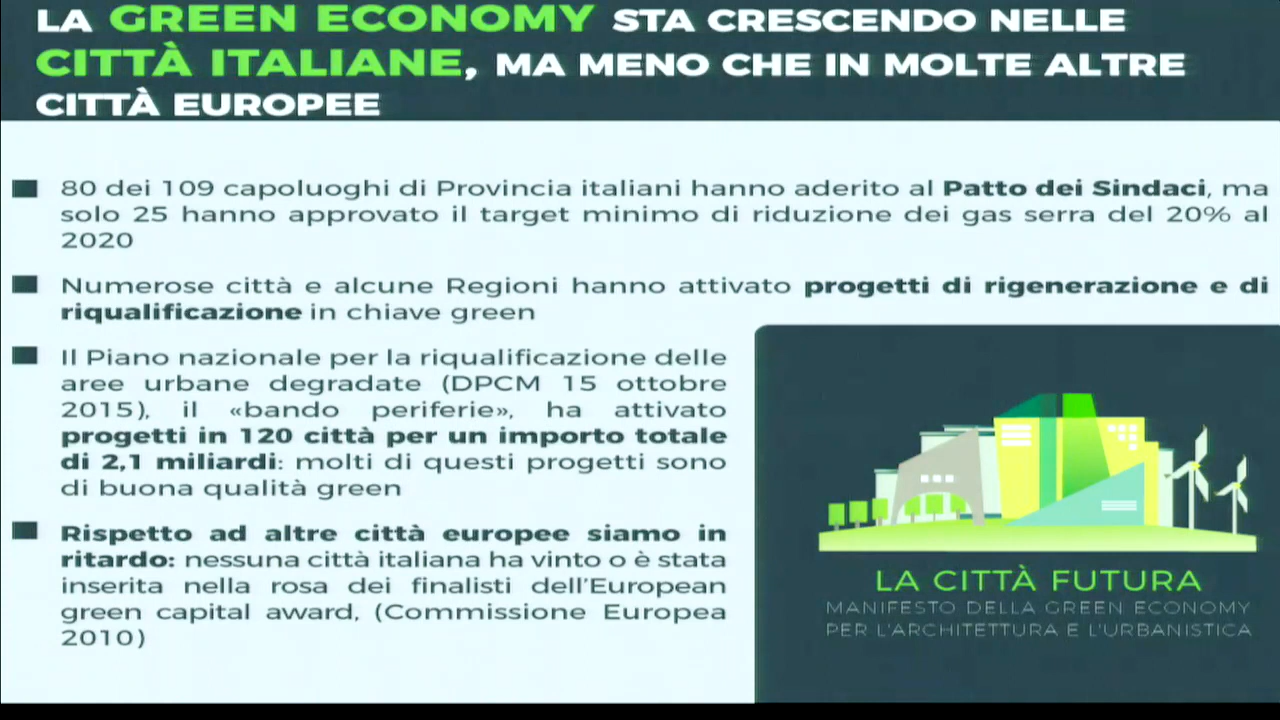 LA GREEN ECONOMY STA CRESCENDO NELLE
CITTÀ ITALIANE, MA MENO CHE IN MOLTE ALTRE
CITTÀ EUROPEE
80 dei 109 capoluoghi di Provincia italiani hanno aderito al Patto dei Sindaci, ma
solo 25 hanno approvato il target minimo di riduzione dei gas serra del 20% al
2020
Numerose città e alcune Regioni hanno attivato progetti di rigenerazione e di
riqualificazione in chiave green
Il Piano nazionale per la riqualificazione delle
aree urbane degradate (DPCM 15 ottobre
2015), il «bando periferie», ha attivato
progetti in 120 città per un importo totale
di 2,1 miliardi: molti di questi progetti sono
di buona qualità green
Rispetto ad altre città europee siamo in
ritardo: nessuna città italiana ha vinto o è stata
inserita nella rosa dei finalisti dell'European
green capital award, (Commissione Europea
2010)
LA CITTÀ FUTURA
MANIFESTO DELLA GREEN ECONOMY
PER L'ARCHITETTURA E L'URBANISTICA